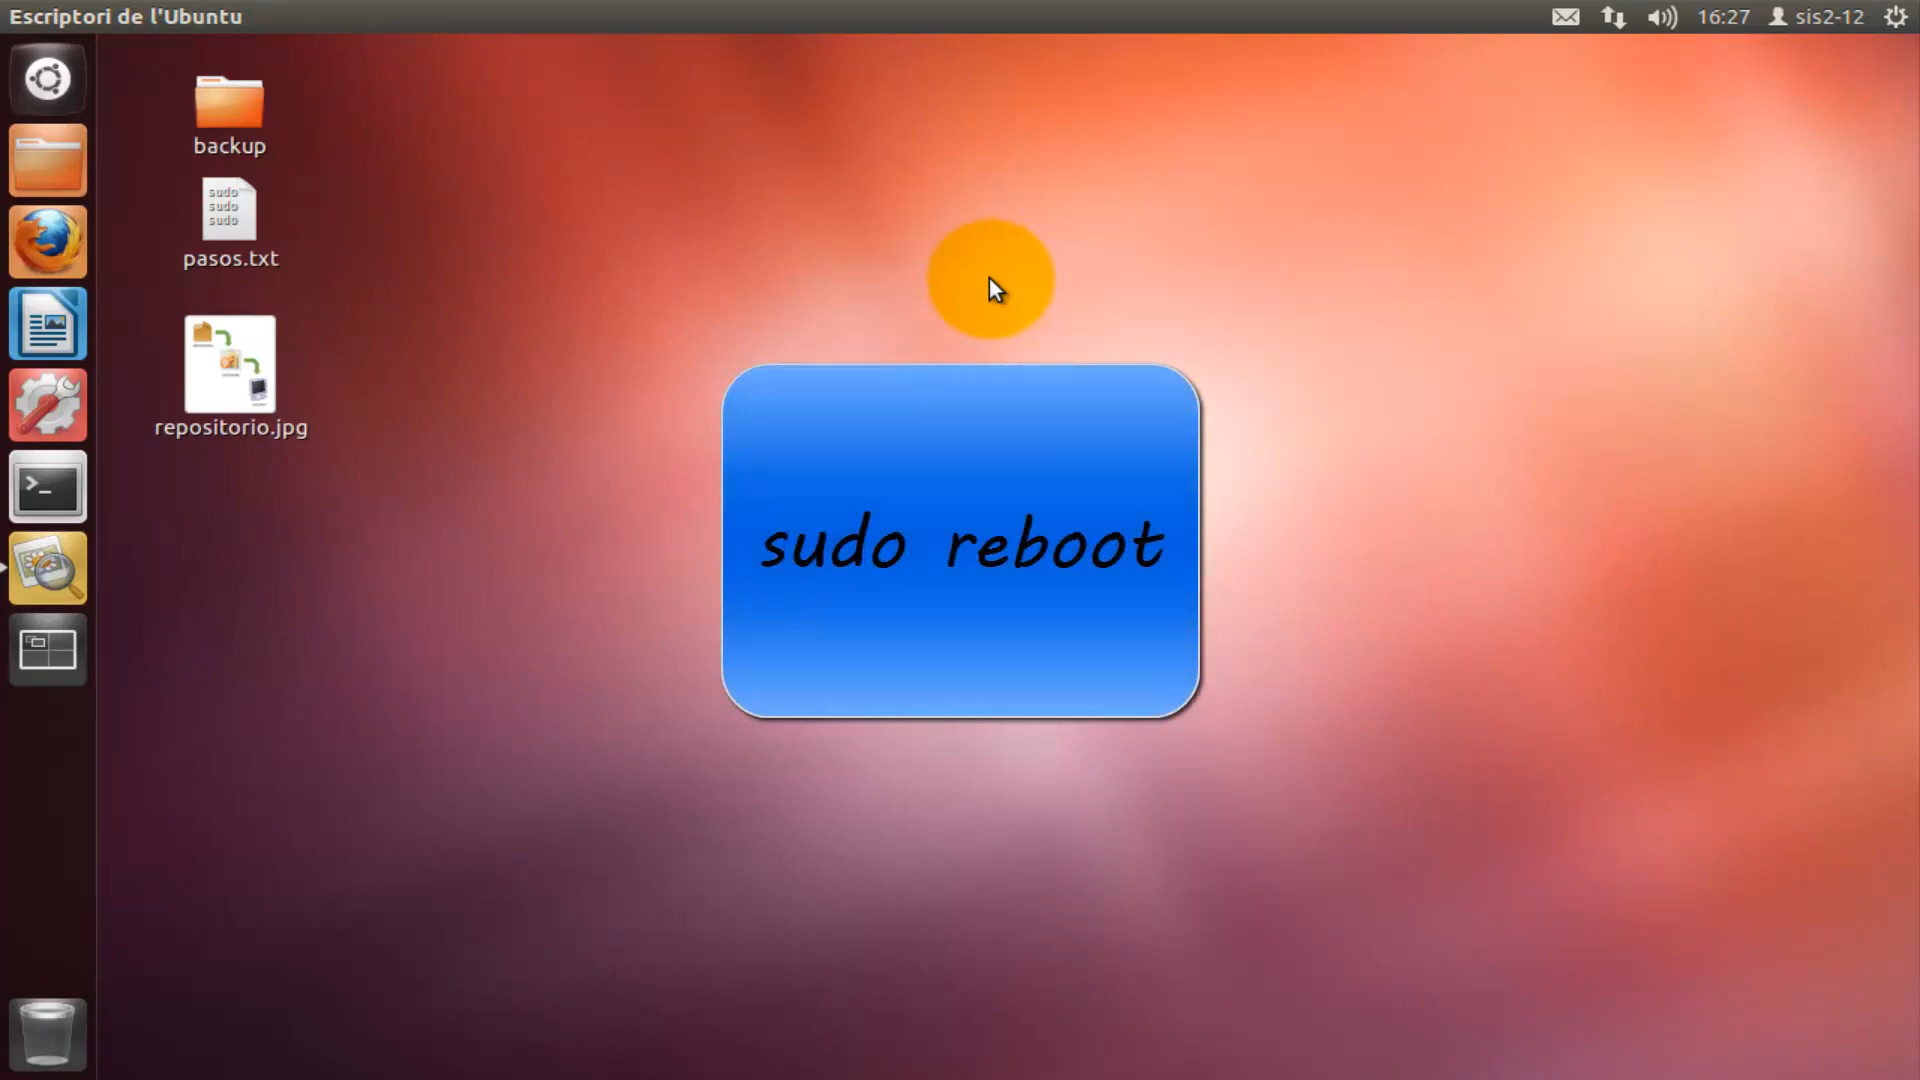 Escriptori de l'Ubuntu
16:27
sis2-12
backup
sudo
sudo
sudo
pasos.txt
repositorio.jpg
>_
sudo reboot